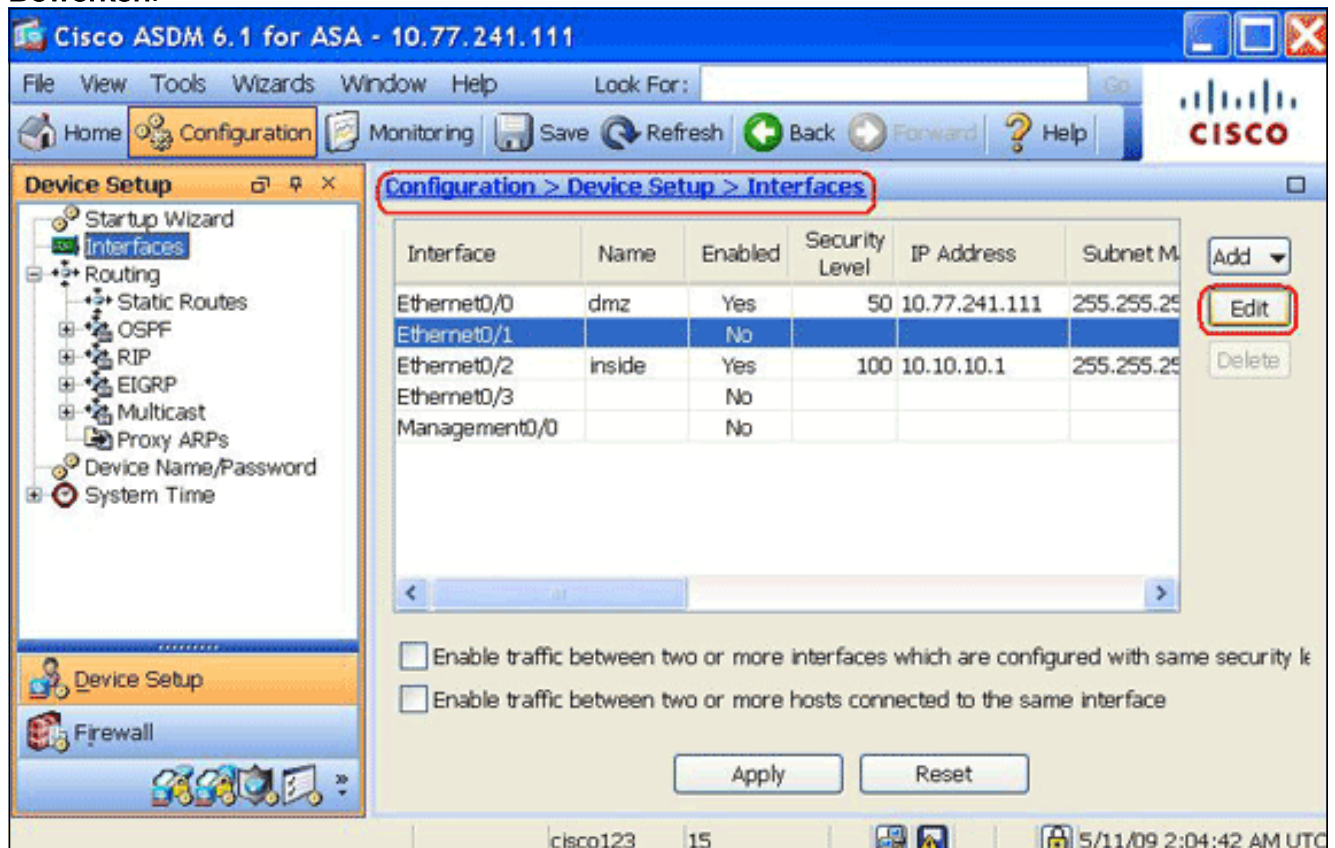 Bewerken.
Cisco ASDM 6.1 for ASA - 10.77.241.111
File View Tools Wizards Window Help Look For: Go
Home Configuration Monitoring Save Refresh Back Forward Help
CISCO
Device Setup
Startup Wizard
Interfaces
Routing
Static Routes
OSPF
RIP
EIGRP
Multicast
Proxy ARPs
Device Name/Password
System Time
Device Setup
Firewall
Configuration > Device Setup > Interfaces
Interface Name Enabled Security Level IP Address Subnet M
Ethernet0/0 dmz Yes 50 10.77.241.111 255.255.25
Ethernet0/1 No
Ethernet0/2 inside Yes 100 10.10.10.1 255.255.25
Ethernet0/3 No
Management0/0 No
Add
Edit
Delete
Enable traffic between two or more interfaces which are configured with same security le
Enable traffic between two or more hosts connected to the same interface
Apply Reset
cisco123 15 5/11/09 2:04:42 AM UTC